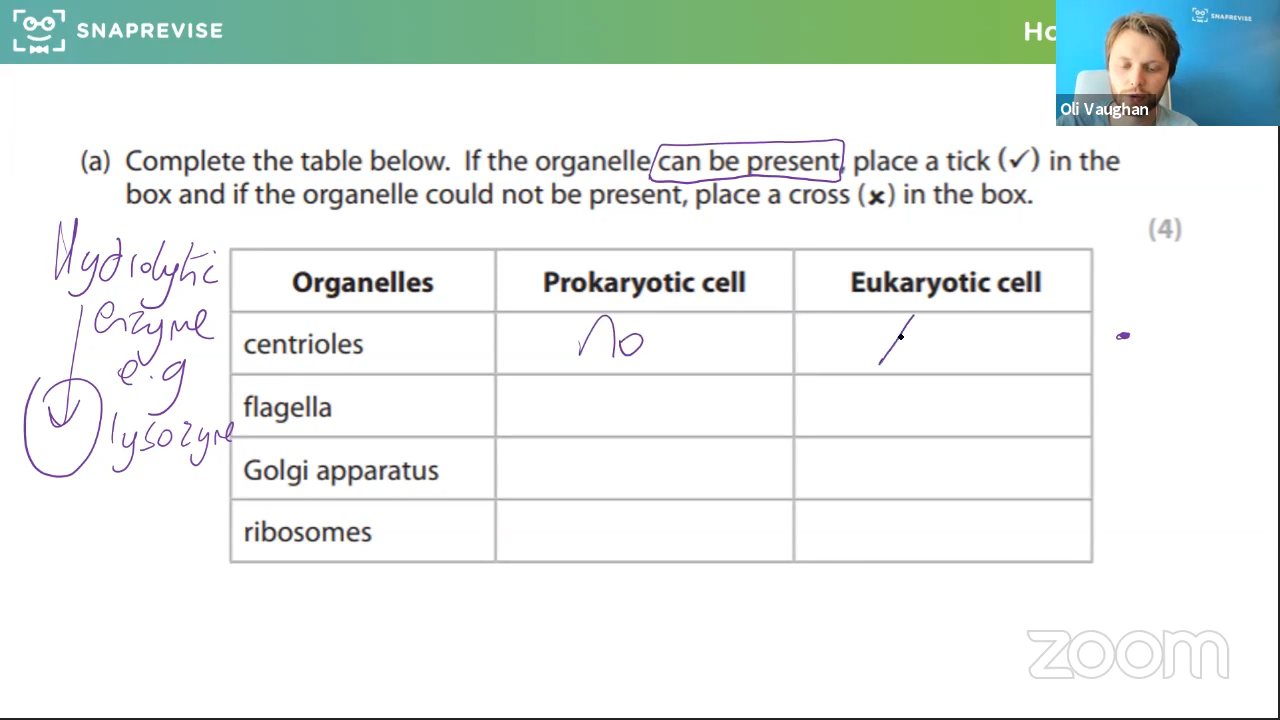 SNAPREVISE
Ho
SNAPREVISE
Oli Vaughan
(a) Complete the table below. If the organelle can be present, place a tick (✓) in the
box and if the organelle could not be present, place a cross (×) in the box.
(4)
Hydrolytic
enzyme
e.g
lysozyme
Organelles Prokaryotic cell Eukaryotic cell
centrioles No
flagella
Golgi apparatus
ribosomes
zoom